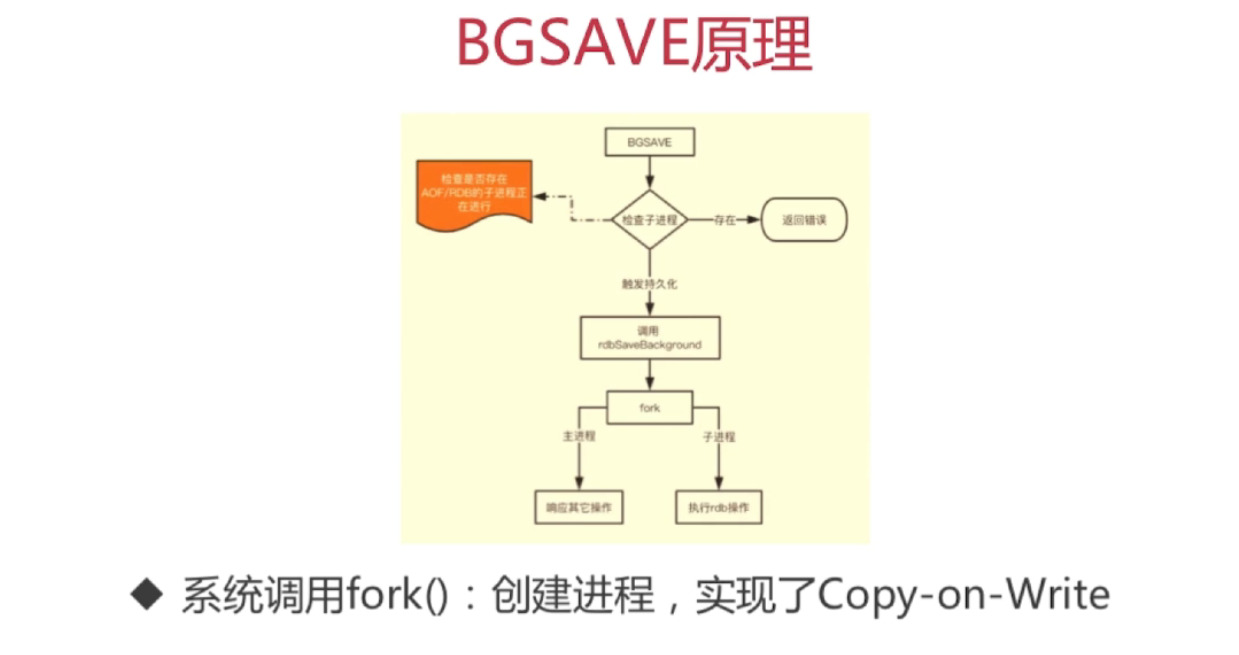 BGSAVE原理
BGSAVE
检查是否存在
AOF/RDB的子进程正
在进行
检查子进程
存在
返回错误
触发持久化
调用
rdbSaveBackground
fork
主进程
子进程
响应其它操作
执行rdb操作
◆ 系统调用fork()：创建进程，实现了Copy-on-Write